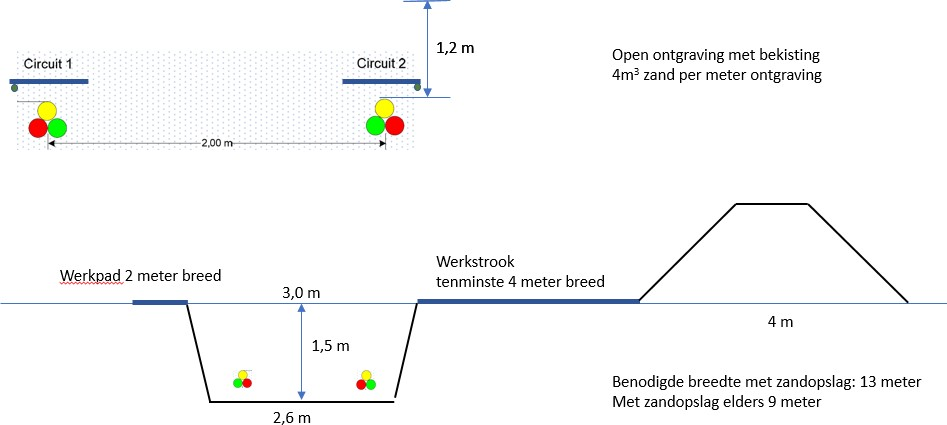 1,2 m
Open ontgraving met bekisting
4m³ zand per meter ontgraving
Circuit 1
Circuit 2
2,00 m
Werkpad 2 meter breed
Werkstrook
tenminste 4 meter breed
3,0 m
1,5 m
4 m
2,6 m
Benodigde breedte met zandopslag: 13 meter
Met zandopslag elders 9 meter